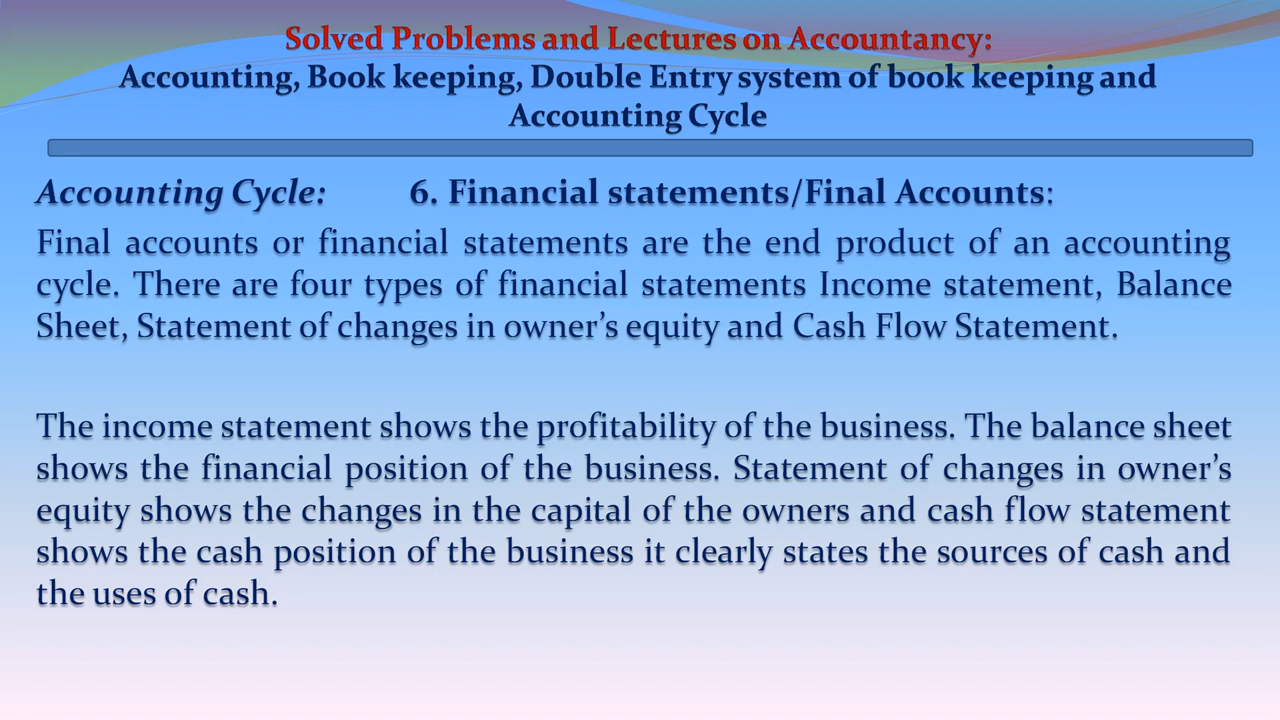 Solved Problems and Lectures on Accountancy:
Accounting, Book keeping, Double Entry system of book keeping and
Accounting Cycle
Accounting Cycle: 6. Financial statements/Final Accounts:
Final accounts or financial statements are the end product of an accounting
cycle. There are four types of financial statements Income statement, Balance
Sheet, Statement of changes in owner’s equity and Cash Flow Statement.
The income statement shows the profitability of the business. The balance sheet
shows the financial position of the business. Statement of changes in owner’s
equity shows the changes in the capital of the owners and cash flow statement
shows the cash position of the business it clearly states the sources of cash and
the uses of cash.